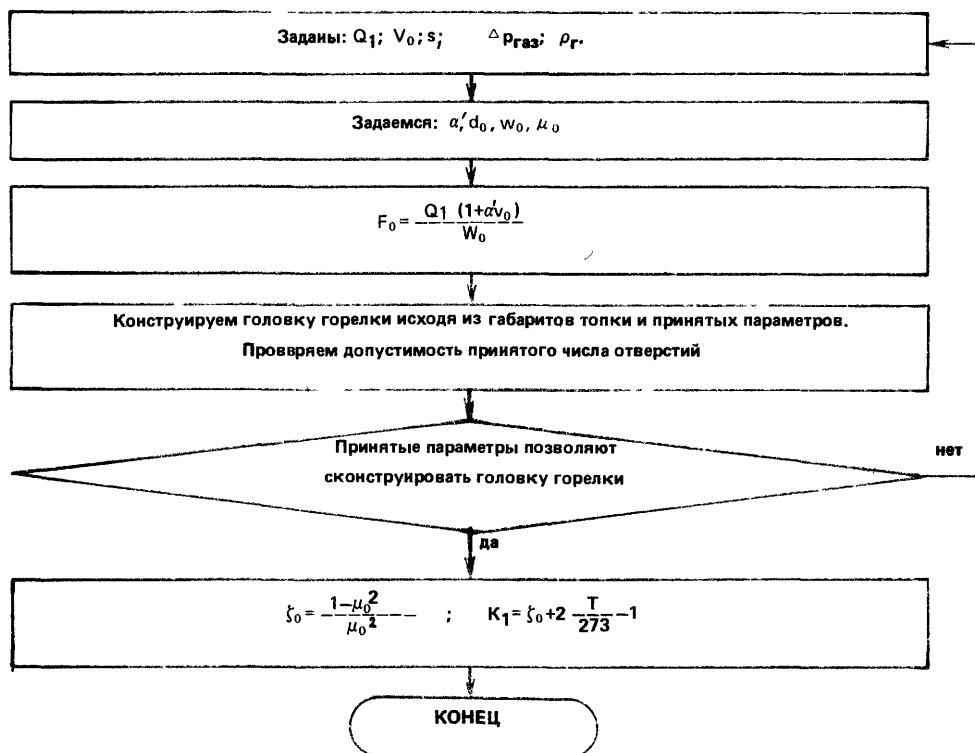 Заданы: Q₁; V₀; s; Δpгаз; ρг.
Задаемся: α′, d₀, w₀, μ₀
F₀ = Q1 (1+α′v₀) / W₀
Конструируем головку горелки исходя из габаритов топки и принятых параметров.
Проввряем допустимость принятого числа отверстий
Принятые параметры позволяют
нет
сконструировать головку горелки
да
ζ₀ = (1–μ₀²) / μ₀² ; K₁ = ζ₀+2 T/273 –1
КОНЕЦ